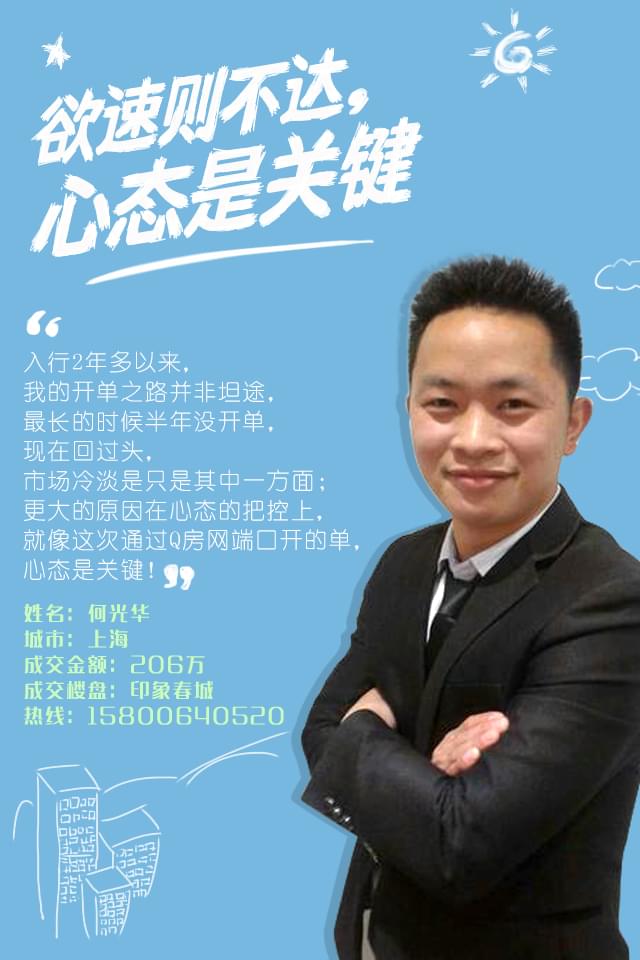 欲速则不达，
心态是关键
“
入行2年多以来，
我的开单之路并非坦途，
最长的时候半年没开单，
现在回过头，
市场冷淡是只是其中一方面；
更大的原因在心态的把控上，
就像这次通过Q房网端口开的单，
心态是关键！”
姓名：何光华
城市：上海
成交金额：206万
成交楼盘：印象春城
热线：15800640520